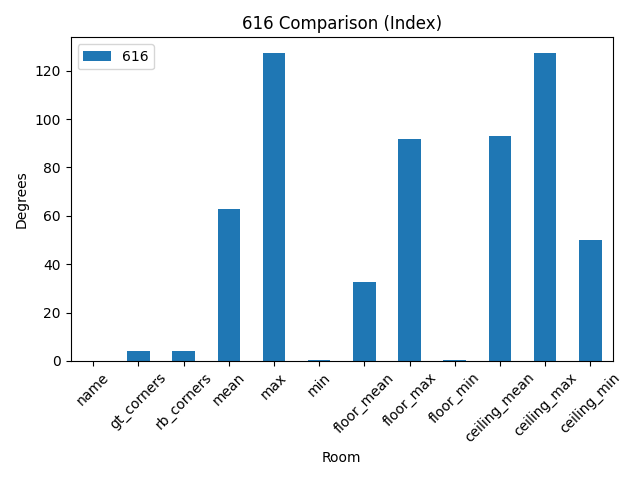 616 Comparison (Index)
616
Degrees
120
100
80
60
40
20
0
name
gt_corners
rb_corners
mean
max
min
floor_mean
floor_max
floor_min
ceiling_mean
ceiling_max
ceiling_min
Room